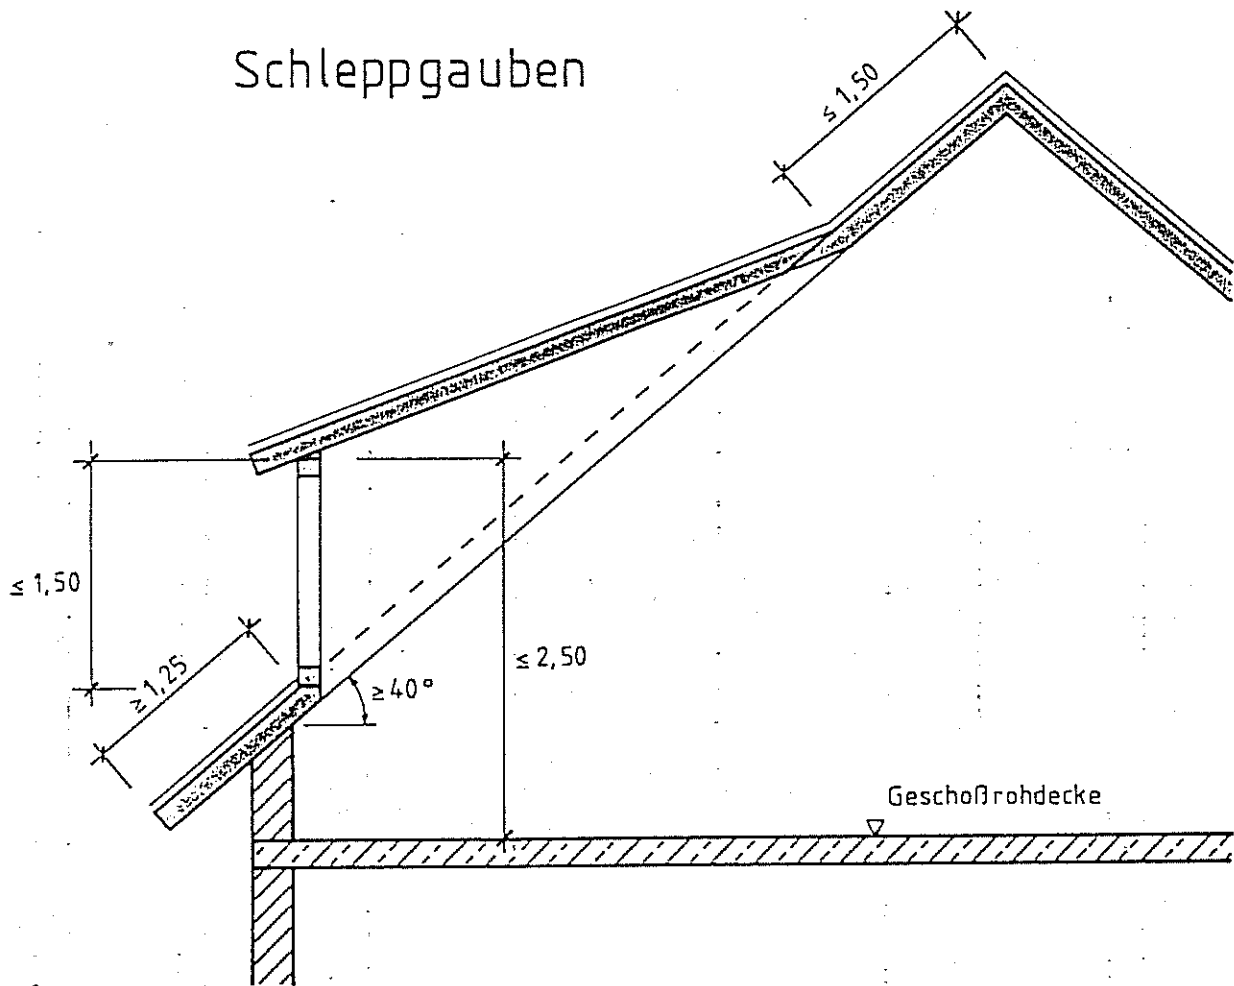 Schleppgauben
≤ 1,50
≤ 1,50
≥ 1,25
≥ 40°
≤ 2,50
Geschoßrohdecke